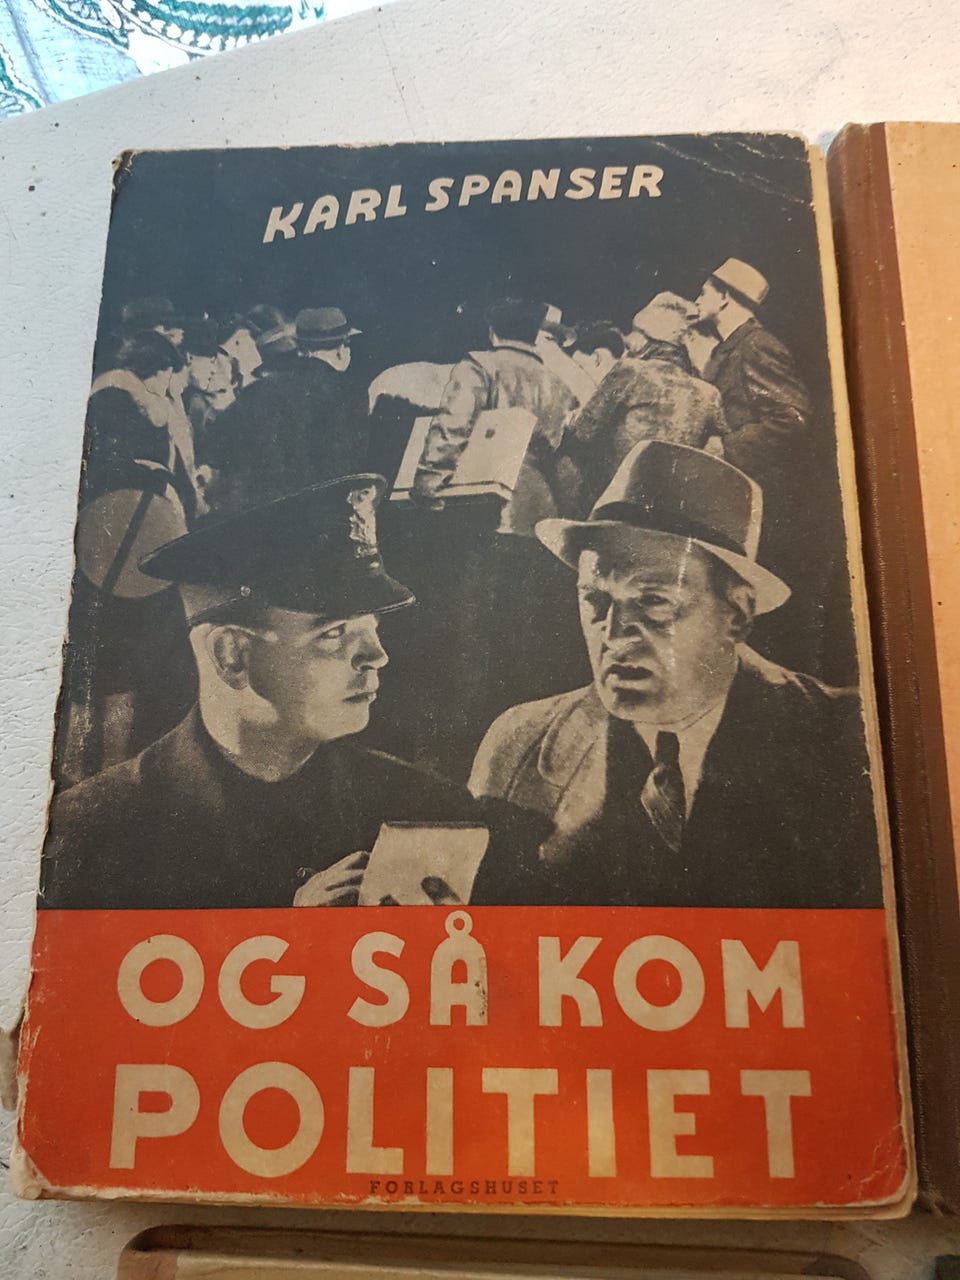 KARL SPANSER
OG SÅ KOM
POLITIET
FORLAGSHUSET